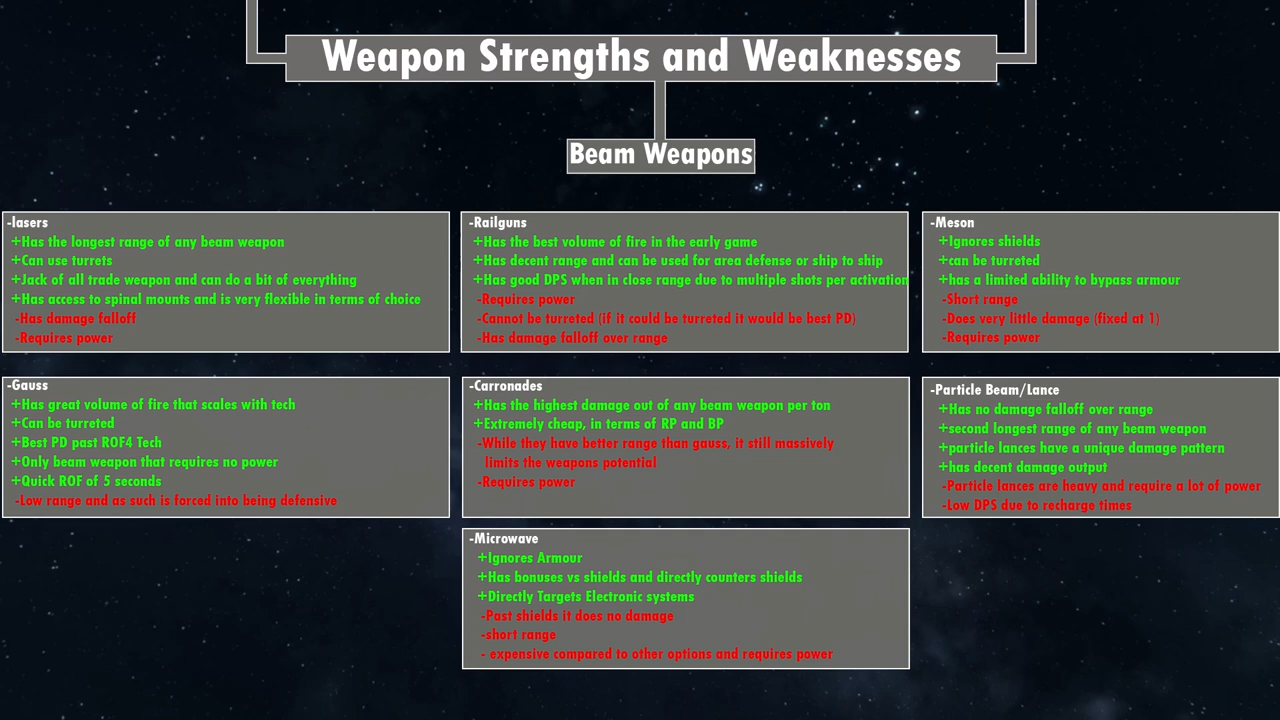 Weapon Strengths and Weaknesses
Beam Weapons
-lasers
+Has the longest range of any beam weapon
+Can use turrets
+Jack of all trade weapon and can do a bit of everything
+Has access to spinal mounts and is very flexible in terms of choice
-Has damage falloff
-Requires power
-Railguns
+Has the best volume of fire in the early game
+Has decent range and can be used for area defense or ship to ship
+Has good DPS when in close range due to multiple shots per activation
-Requires power
-Cannot be turreted (if it could be turreted it would be best PD)
-Has damage falloff over range
-Meson
+Ignores shields
+can be turreted
+has a limited ability to bypass armour
-Short range
-Does very little damage (fixed at 1)
-Requires power
-Gauss
+Has great volume of fire that scales with tech
+Can be turreted
+Best PD past ROF4 Tech
+Only beam weapon that requires no power
+Quick ROF of 5 seconds
-Low range and as such is forced into being defensive
-Carronades
+Has the highest damage out of any beam weapon per ton
+Extremely cheap, in terms of RP and BP
-While they have better range than gauss, it still massively
limits the weapons potential
-Requires power
-Particle Beam/Lance
+Has no damage falloff over range
+second longest range of any beam weapon
+particle lances have a unique damage pattern
+has decent damage output
-Particle lances are heavy and require a lot of power
-Low DPS due to recharge times
-Microwave
+Ignores Armour
+Has bonuses vs shields and directly counters shields
+Directly Targets Electronic systems
-Past shields it does no damage
-short range
- expensive compared to other options and requires power